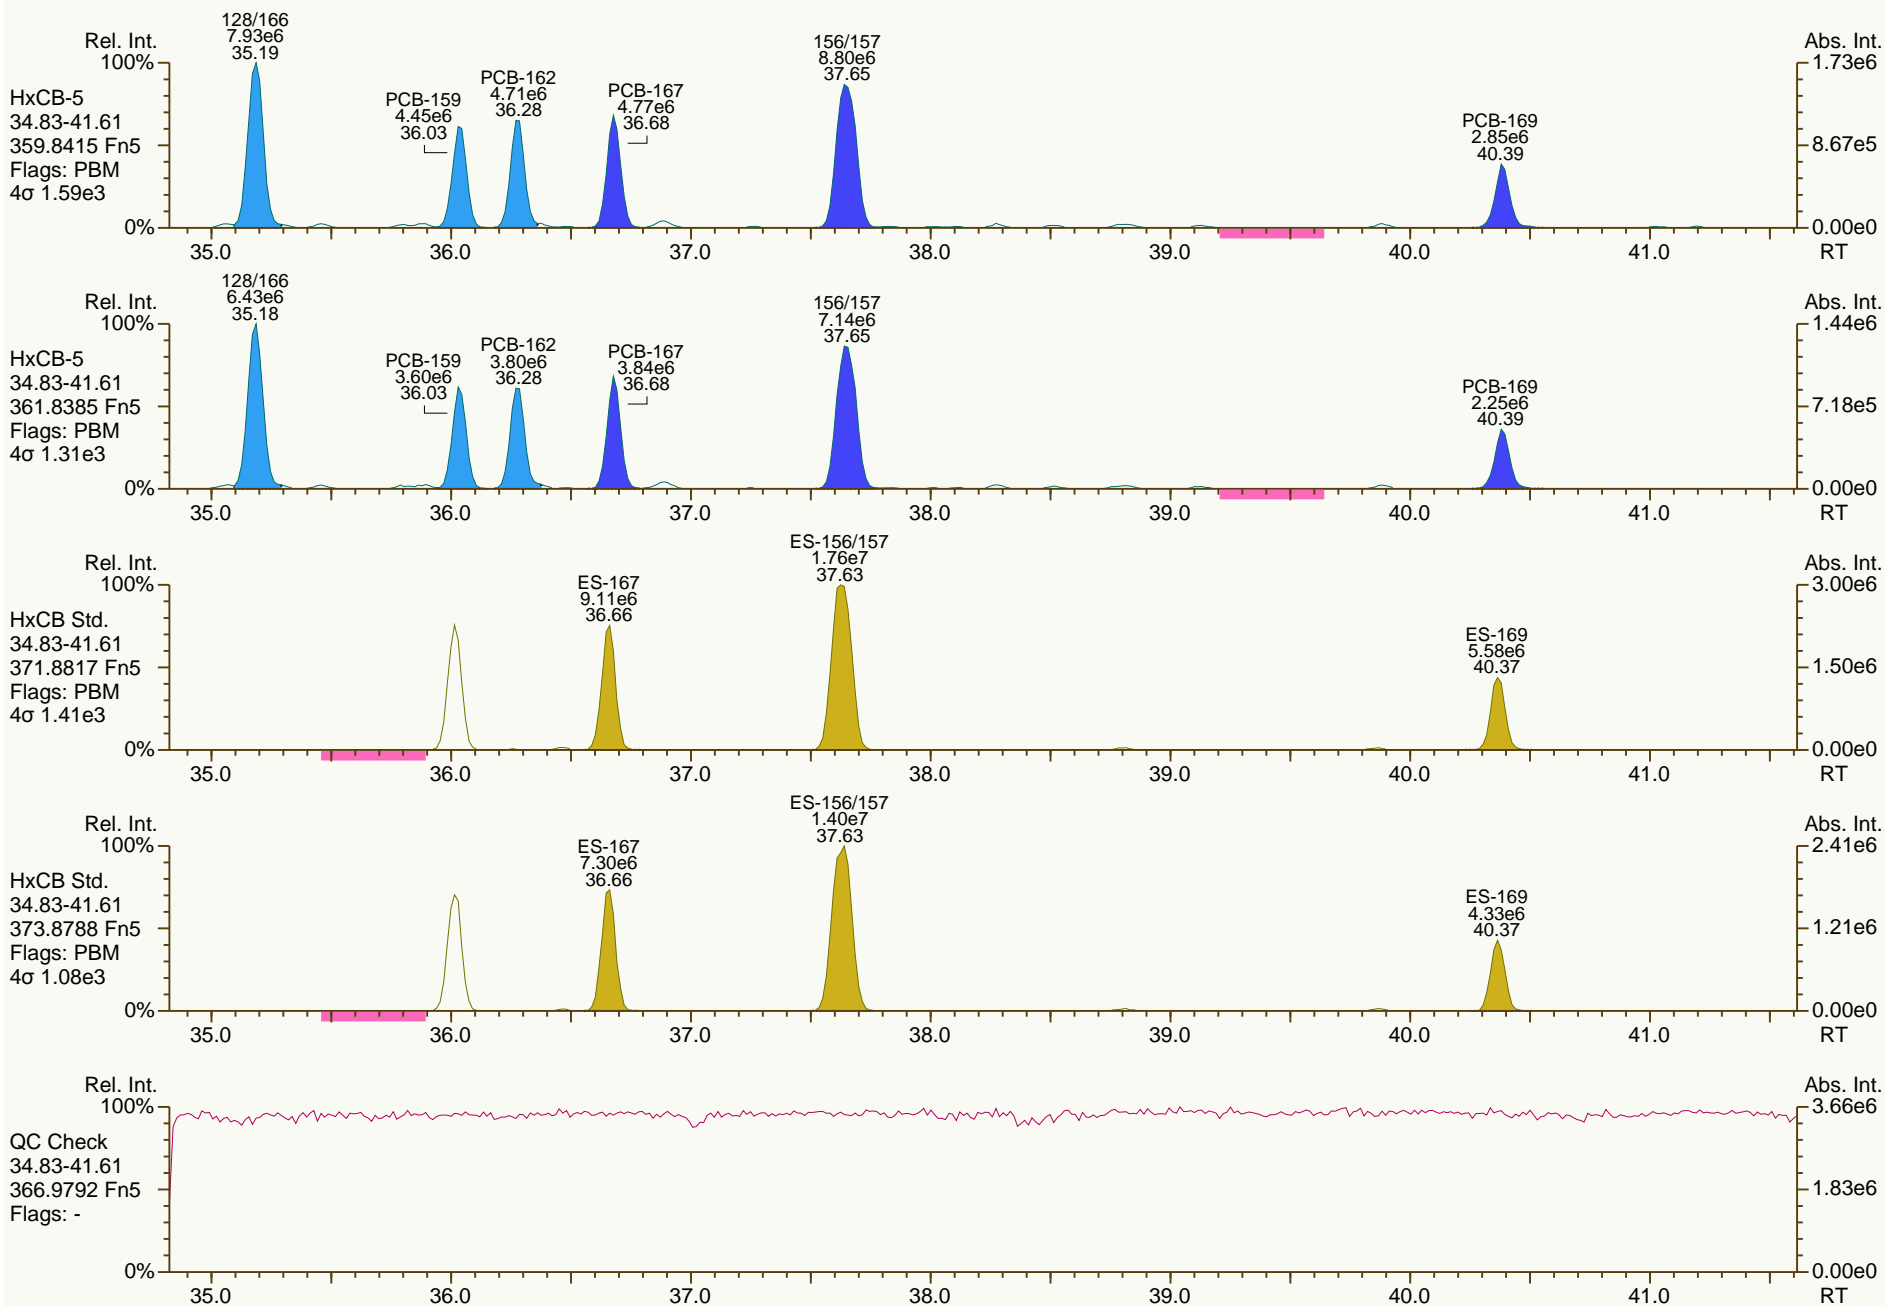 128/166
7.93e6
35.19
PCB-159
4.45e6
36.03
PCB-162
4.71e6
36.28
PCB-167
4.77e6
36.68
156/157
8.80e6
37.65
PCB-169
2.85e6
40.39
Rel. Int.
100%
0%
HxCB-5
34.83-41.61
359.8415 Fn5
Flags: PBM
4σ 1.59e3
Abs. Int.
1.73e6
8.67e5
0.00e0
35.0 36.0 37.0 38.0 39.0 40.0 41.0 RT
128/166
6.43e6
35.18
PCB-159
3.60e6
36.03
PCB-162
3.80e6
36.28
PCB-167
3.84e6
36.68
156/157
7.14e6
37.65
PCB-169
2.25e6
40.39
Rel. Int.
100%
0%
HxCB-5
34.83-41.61
361.8385 Fn5
Flags: PBM
4σ 1.31e3
Abs. Int.
1.44e6
7.18e5
0.00e0
35.0 36.0 37.0 38.0 39.0 40.0 41.0 RT
ES-167
9.11e6
36.66
ES-156/157
1.76e7
37.63
ES-169
5.58e6
40.37
Rel. Int.
100%
0%
HxCB Std.
34.83-41.61
371.8817 Fn5
Flags: PBM
4σ 1.41e3
Abs. Int.
3.00e6
1.50e6
0.00e0
35.0 36.0 37.0 38.0 39.0 40.0 41.0 RT
ES-167
7.30e6
36.66
ES-156/157
1.40e7
37.63
ES-169
4.33e6
40.37
Rel. Int.
100%
0%
HxCB Std.
34.83-41.61
373.8788 Fn5
Flags: PBM
4σ 1.08e3
Abs. Int.
2.41e6
1.21e6
0.00e0
35.0 36.0 37.0 38.0 39.0 40.0 41.0 RT
Rel. Int.
100%
0%
QC Check
34.83-41.61
366.9792 Fn5
Flags: -
Abs. Int.
3.66e6
1.83e6
0.00e0
35.0 36.0 37.0 38.0 39.0 40.0 41.0 RT